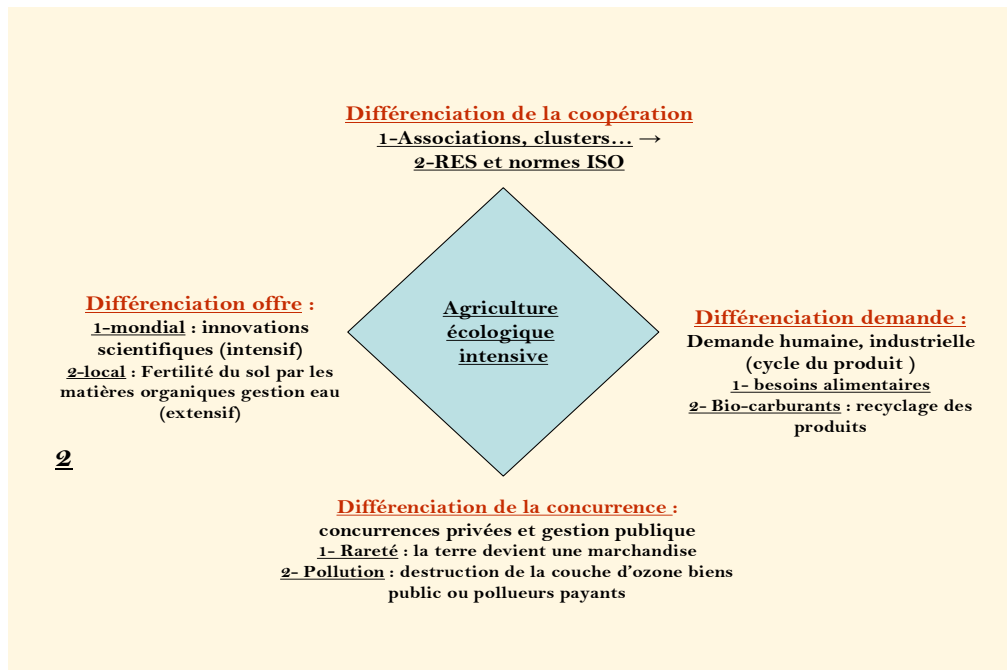 Différenciation de la coopération
1-Associations, clusters… →
2-RES et normes ISO
Différenciation offre :
1-mondial : innovations
scientifiques (intensif)
2-local : Fertilité du sol par les
matières organiques gestion eau
(extensif)
Agriculture
écologique
intensive
Différenciation demande :
Demande humaine, industrielle
(cycle du produit )
1- besoins alimentaires
2- Bio-carburants : recyclage des
produits
2
Différenciation de la concurrence :
concurrences privées et gestion publique
1- Rareté : la terre devient une marchandise
2- Pollution : destruction de la couche d’ozone biens
public ou pollueurs payants